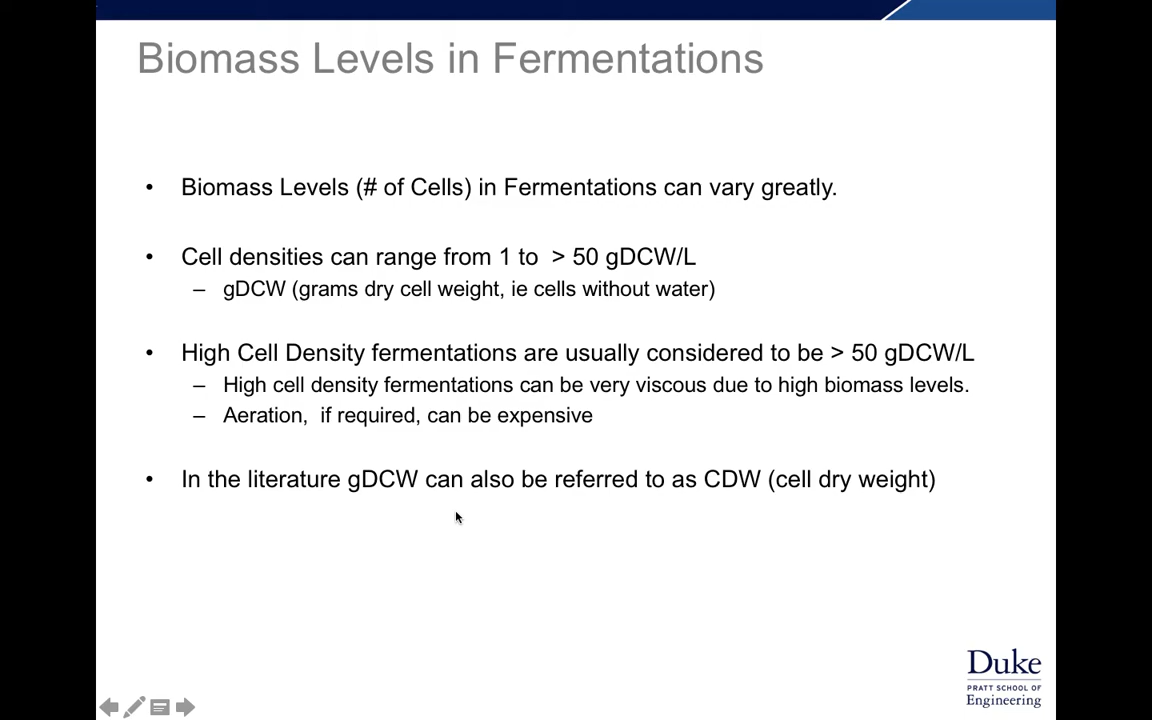 Biomass Levels in Fermentations
• Biomass Levels (# of Cells) in Fermentations can vary greatly.
• Cell densities can range from 1 to  > 50 gDCW/L
– gDCW (grams dry cell weight, ie cells without water)
• High Cell Density fermentations are usually considered to be > 50 gDCW/L
– High cell density fermentations can be very viscous due to high biomass levels.
– Aeration,  if required, can be expensive
• In the literature gDCW can also be referred to as CDW (cell dry weight)
Duke
PRATT SCHOOL OF
Engineering